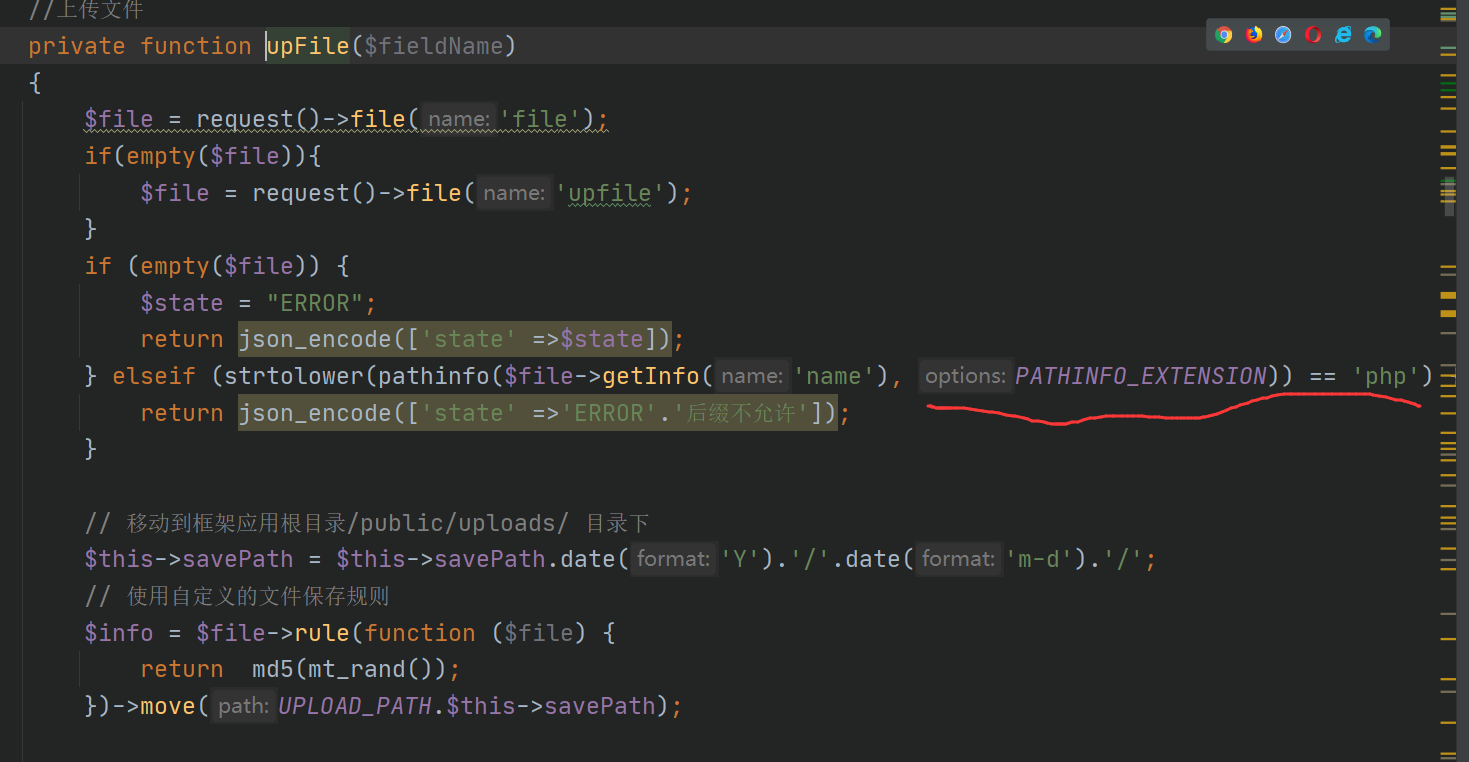 //上传文件
private function upFile($fieldName)
{
$file = request()->file( name: 'file');
if(empty($file)){
$file = request()->file( name: 'upfile');
}
if (empty($file)) {
$state = "ERROR";
return json_encode(['state' =>$state]);
} elseif (strtolower(pathinfo($file->getInfo( name: 'name'), options: PATHINFO_EXTENSION)) == 'php')
return json_encode(['state' =>'ERROR'.'后缀不允许']);
}
// 移动到框架应用根目录/public/uploads/ 目录下
$this->savePath = $this->savePath.date( format: 'Y').'/'.date( format: 'm-d').'/';
// 使用自定义的文件保存规则
$info = $file->rule(function ($file) {
return  md5(mt_rand());
})->move( path: UPLOAD_PATH.$this->savePath);